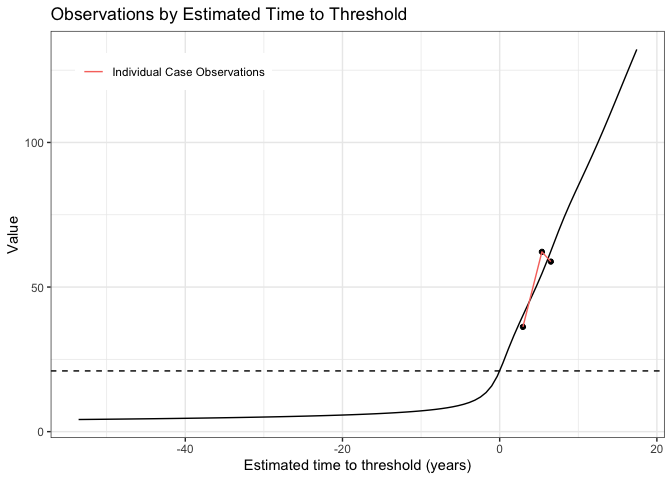 Observations by Estimated Time to Threshold
Individual Case Observations
100
50
0
Value
-40 -20 0 20
Estimated time to threshold (years)